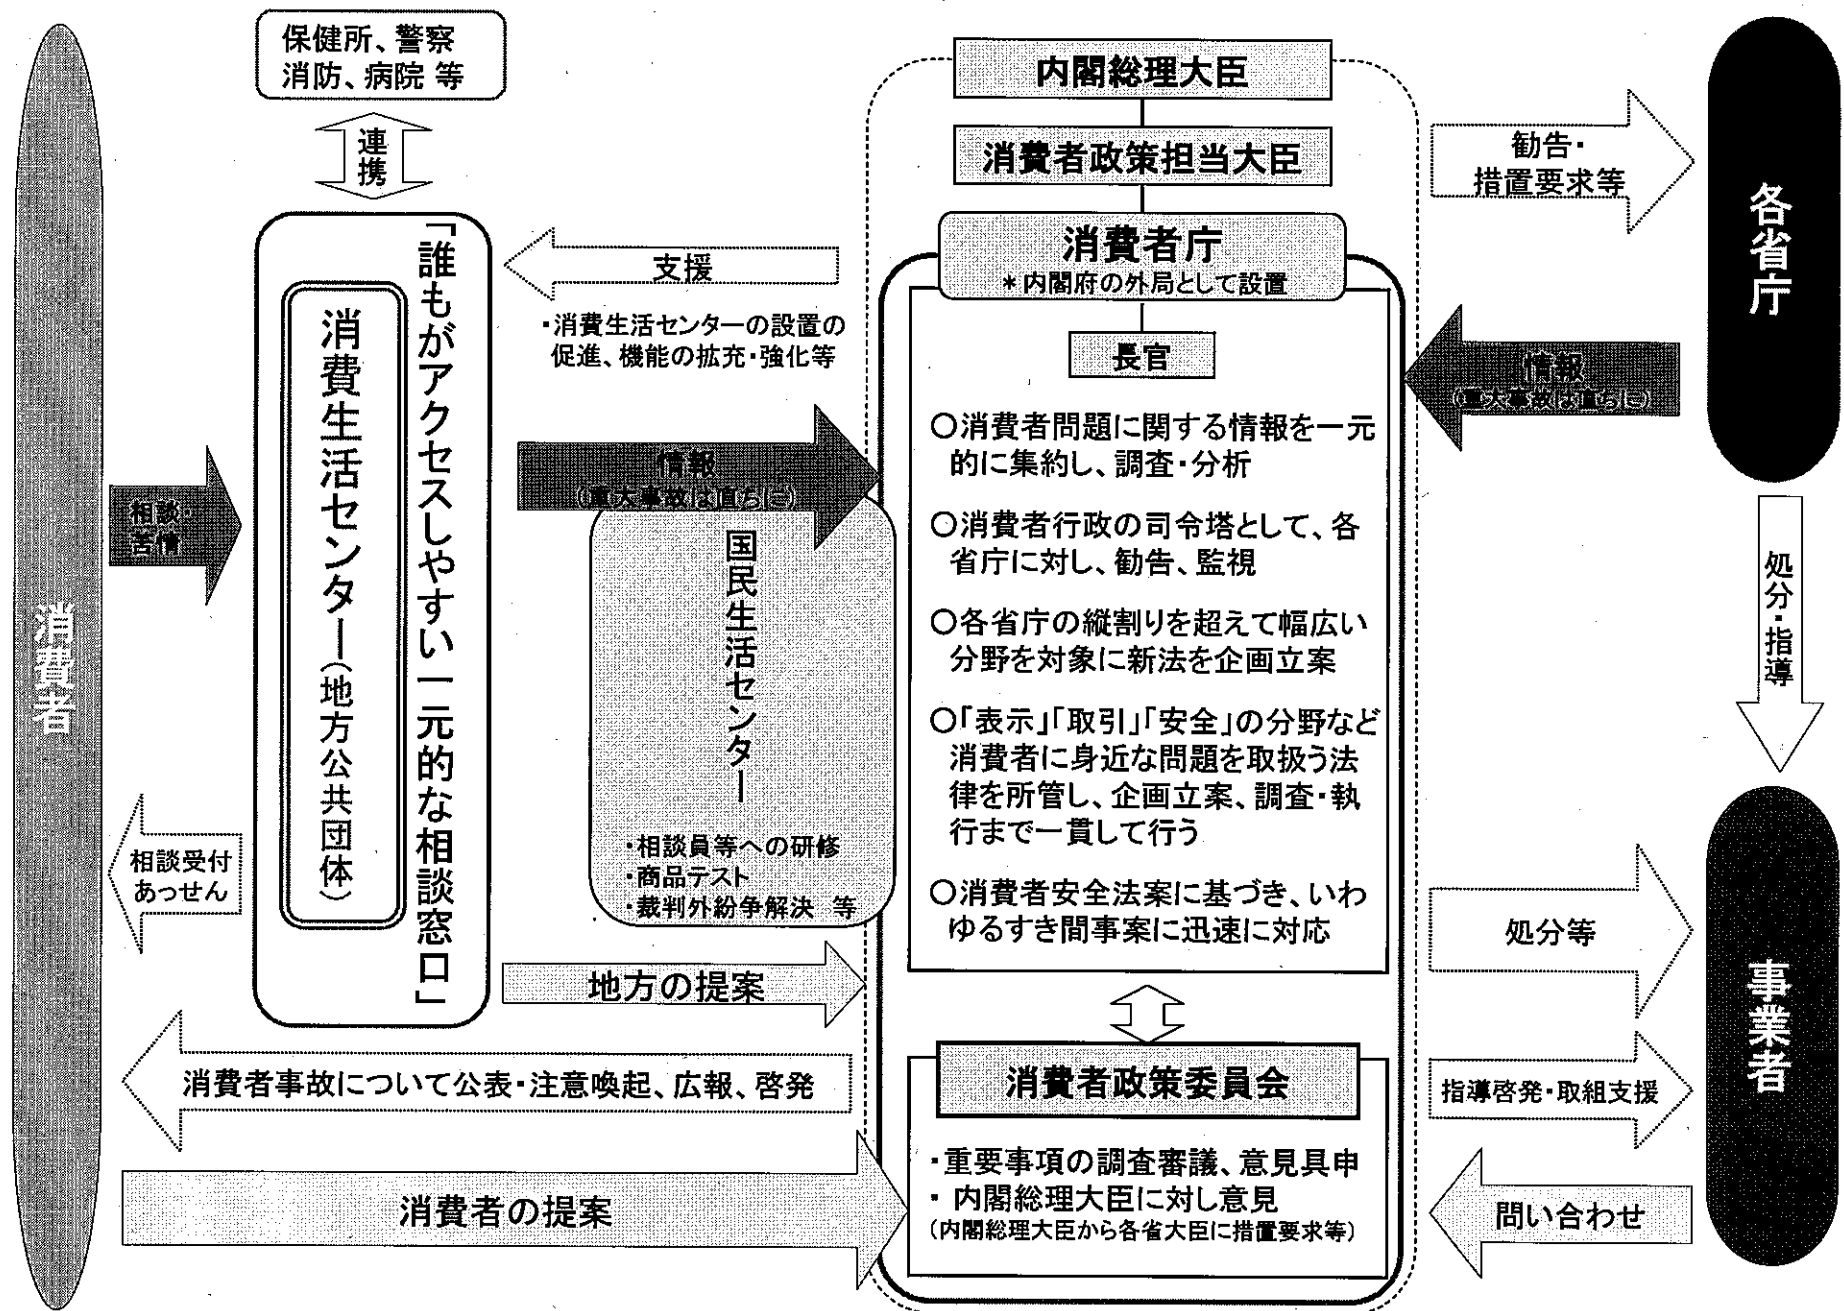 保健所、警察
消防、病院 等
連携
消費者
相談・
苦情
相談受付
あっせん
「誰もがアクセスしやすい一元的な相談窓口」
消費生活センター(地方公共団体)
支援
・消費生活センターの設置の
促進、機能の拡充・強化等
情報
(重大事故は直ちに)
国民生活センター
・相談員等への研修
・商品テスト
・裁判外紛争解決 等
地方の提案
消費者事故について公表・注意喚起、広報、啓発
消費者の提案
内閣総理大臣
消費者政策担当大臣
消費者庁
*内閣府の外局として設置
長官
○消費者問題に関する情報を一元
的に集約し、調査・分析
○消費者行政の司令塔として、各
省庁に対し、勧告、監視
○各省庁の縦割りを超えて幅広い
分野を対象に新法を企画立案
○「表示」「取引」「安全」の分野など
消費者に身近な問題を取扱う法
律を所管し、企画立案、調査・執
行まで一貫して行う
○消費者安全法案に基づき、いわ
ゆるすき間事案に迅速に対応
消費者政策委員会
・重要事項の調査審議、意見具申
・内閣総理大臣に対し意見
(内閣総理大臣から各省大臣に措置要求等)
勧告・
措置要求等
各省庁
情報
(重大事故は直ちに)
処分・指導
処分等
事業者
指導啓発・取組支援
問い合わせ